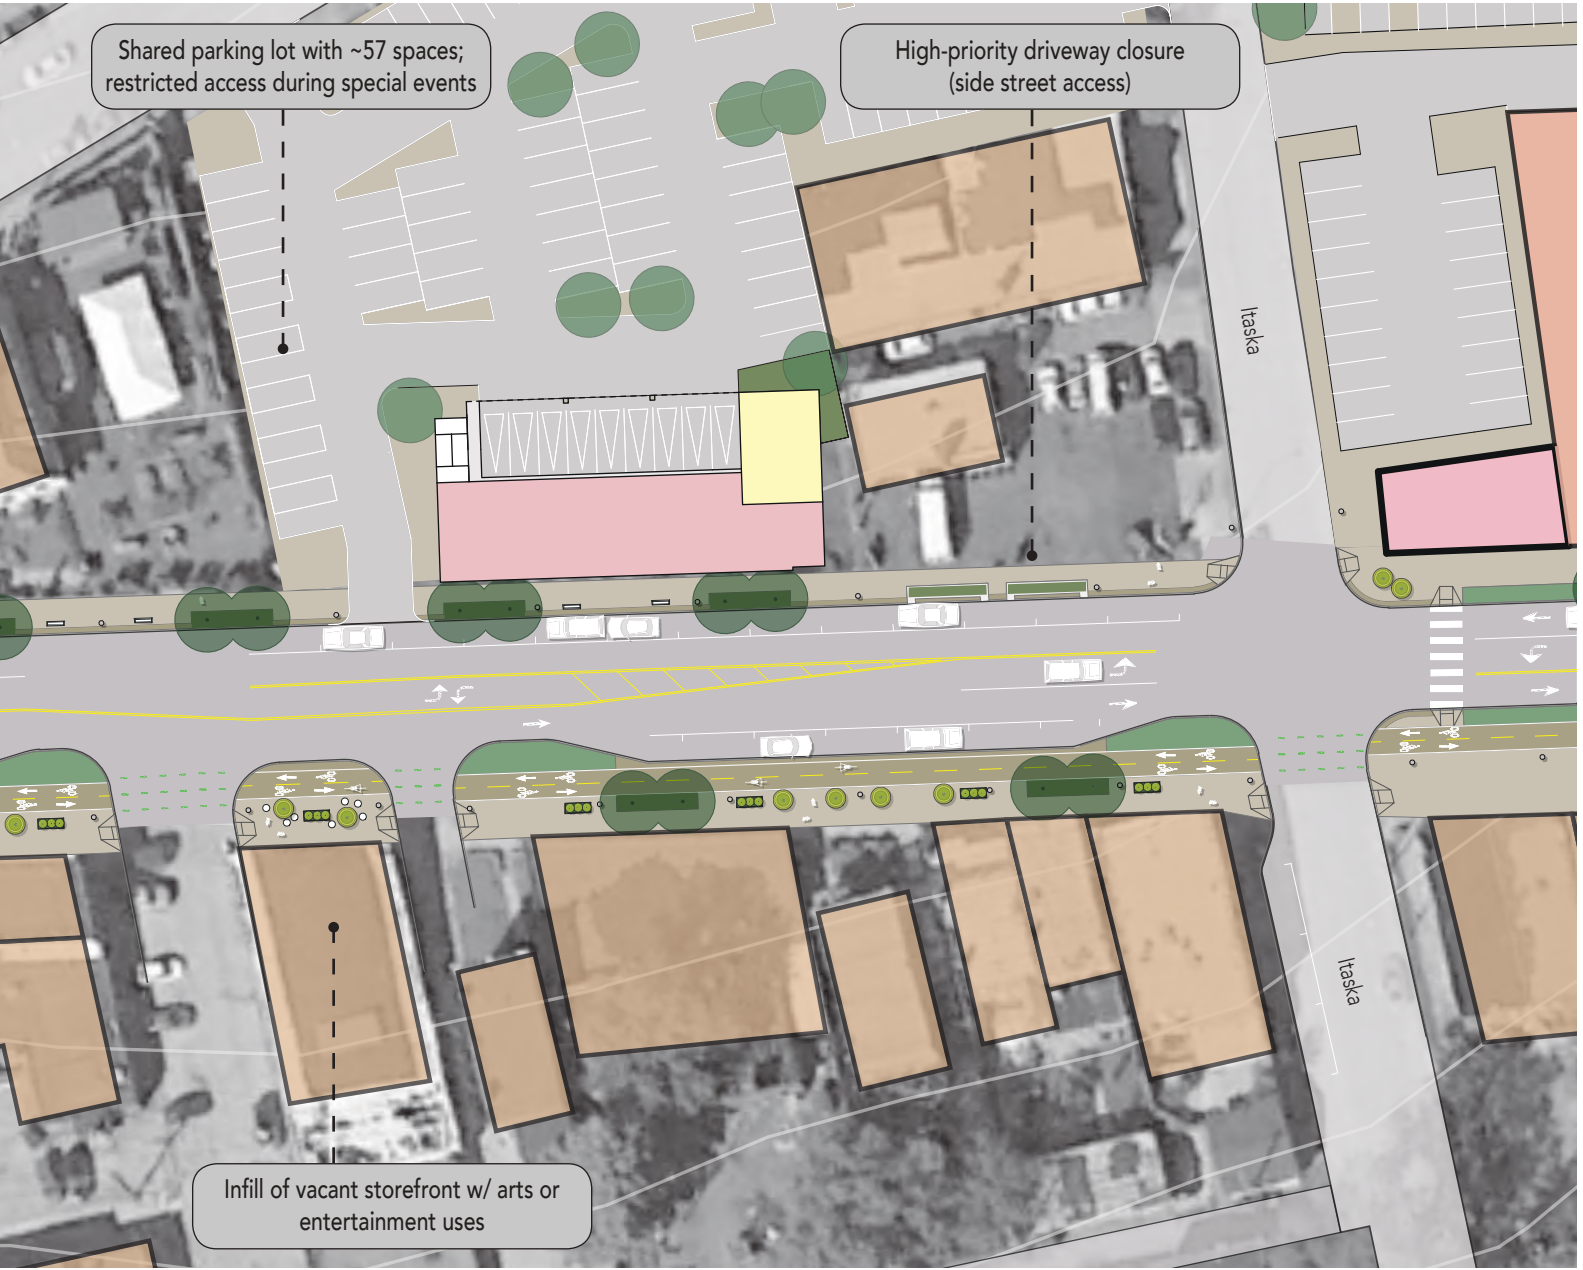 Shared parking lot with ~57 spaces;
restricted access during special events
High-priority driveway closure
(side street access)
Itaska
Itaska
Infill of vacant storefront w/ arts or
entertainment uses